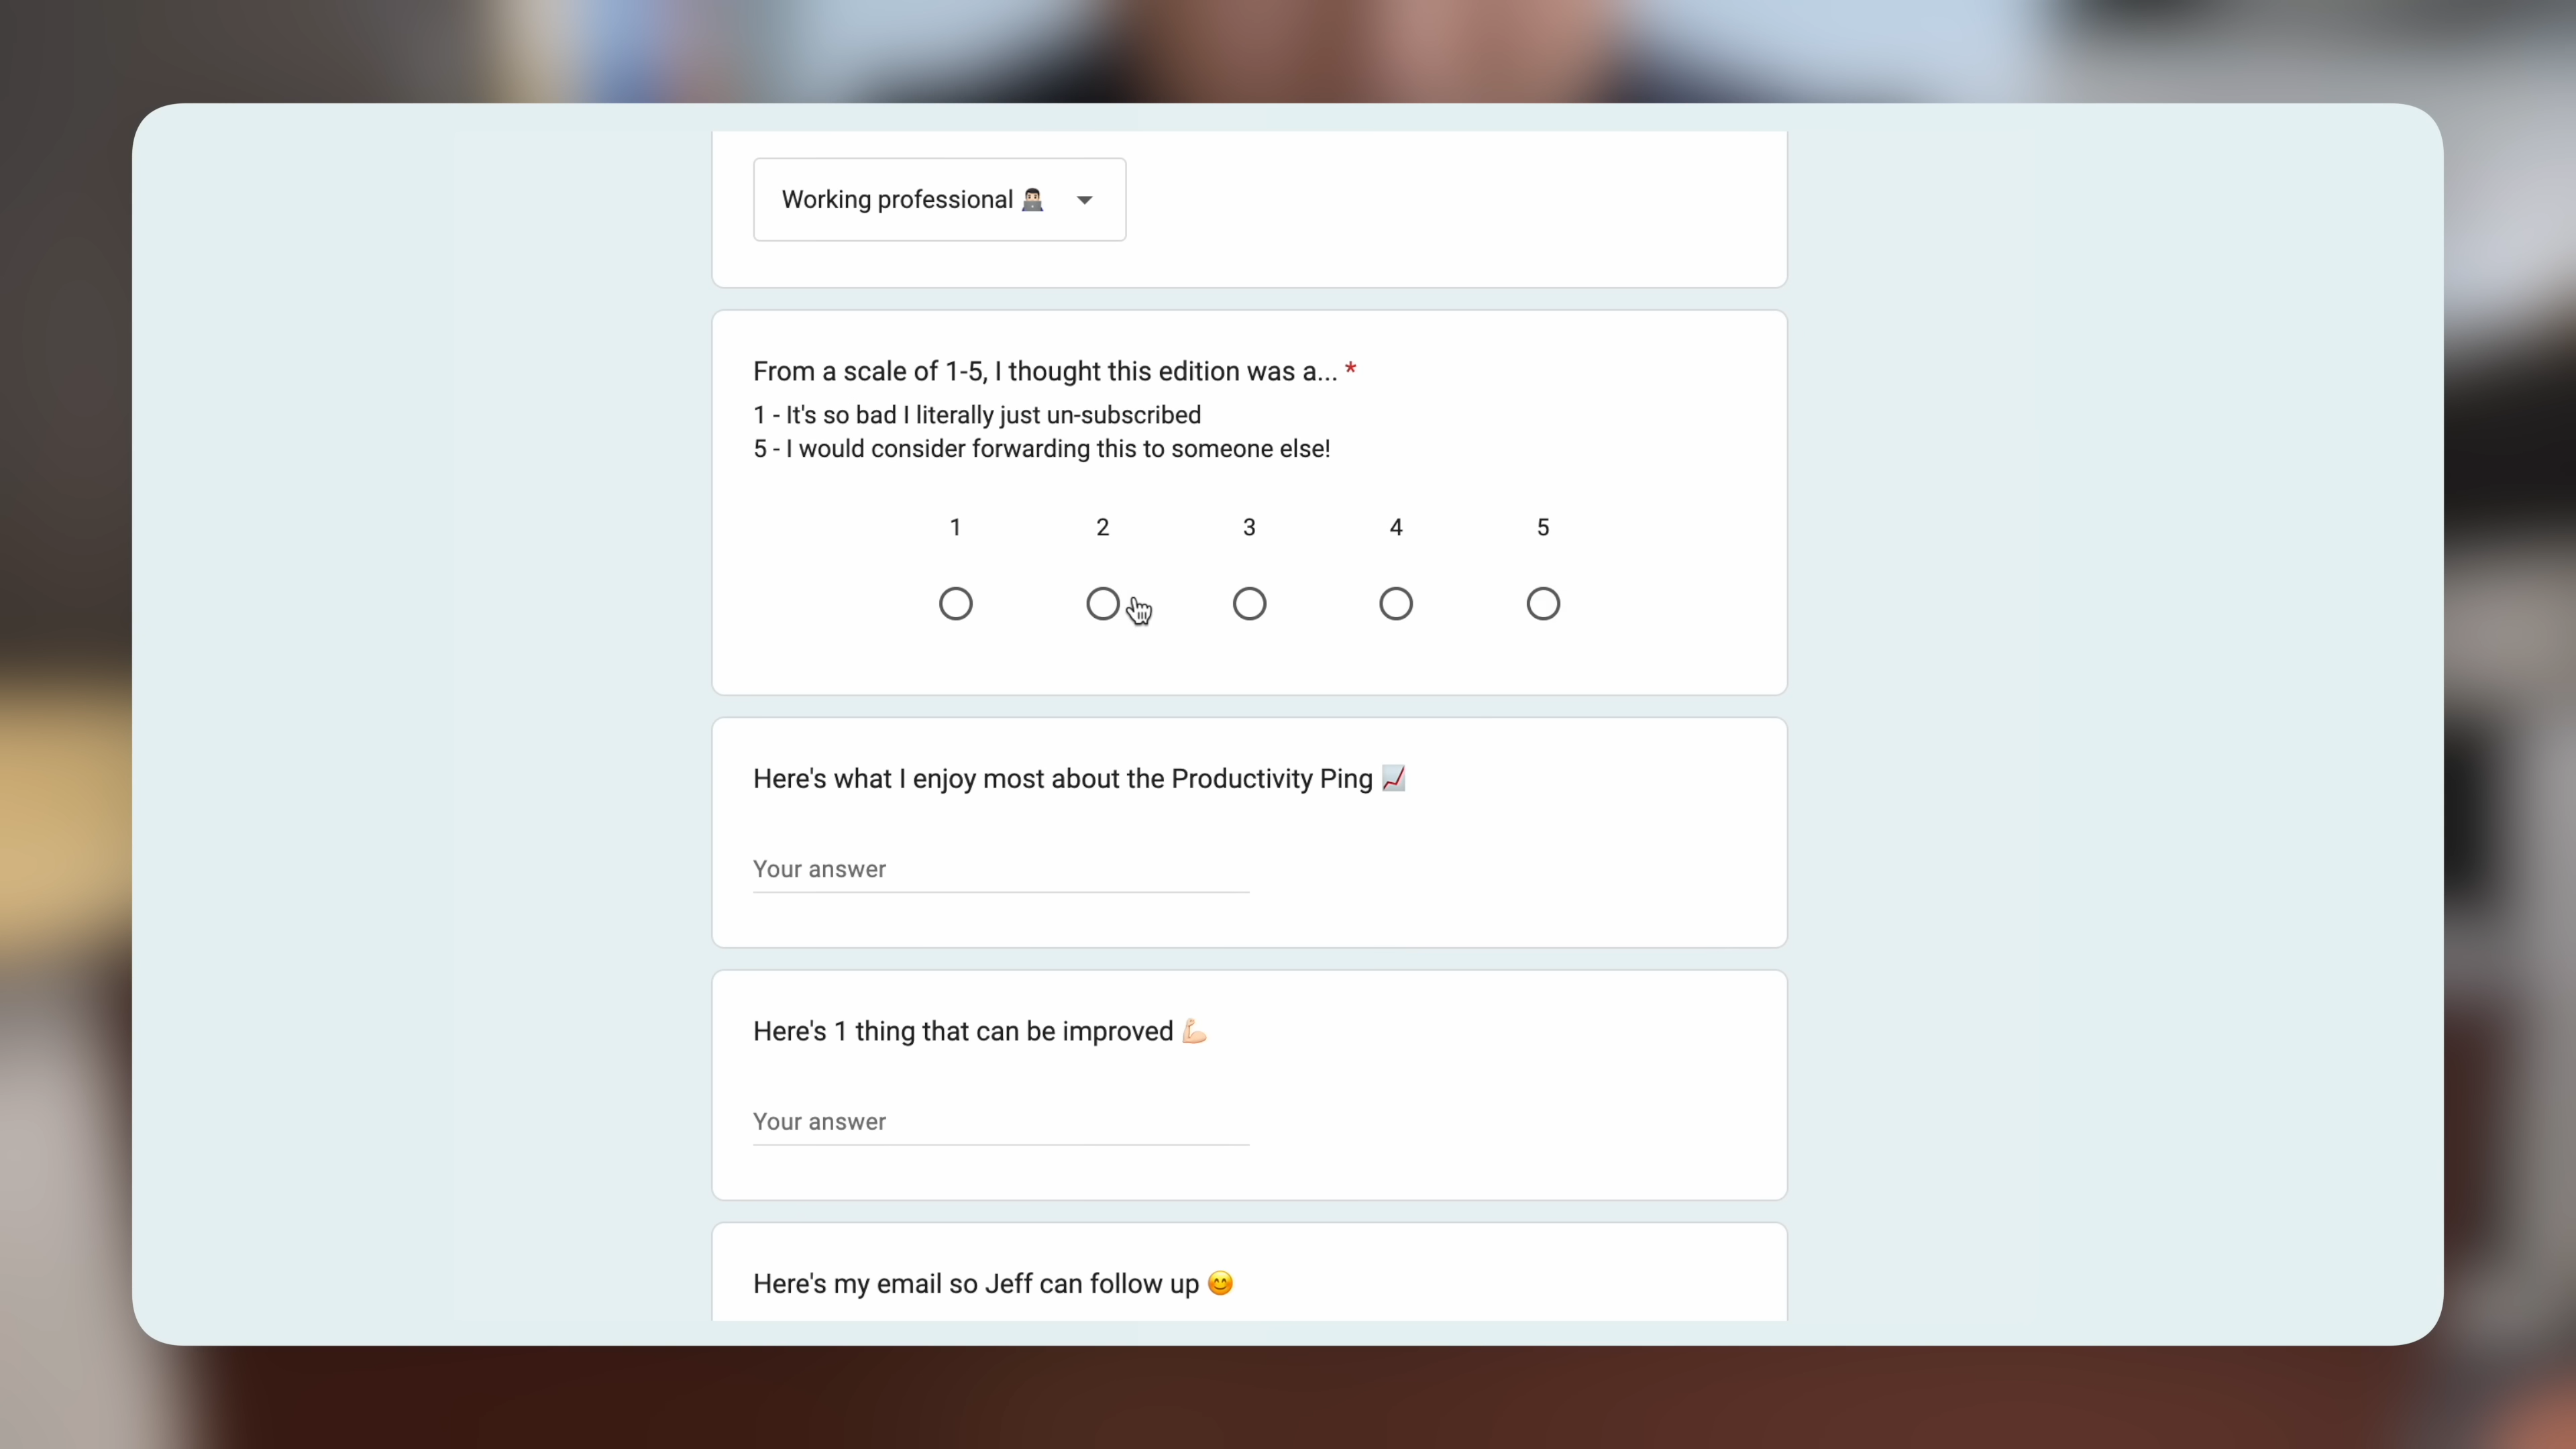 Working professional 👨🏻‍💻
From a scale of 1-5, I thought this edition was a... *
1 - It's so bad I literally just un-subscribed
5 - I would consider forwarding this to someone else!
1 2 3 4 5
Here's what I enjoy most about the Productivity Ping 📈
Your answer
Here's 1 thing that can be improved 💪🏻
Your answer
Here's my email so Jeff can follow up 😊